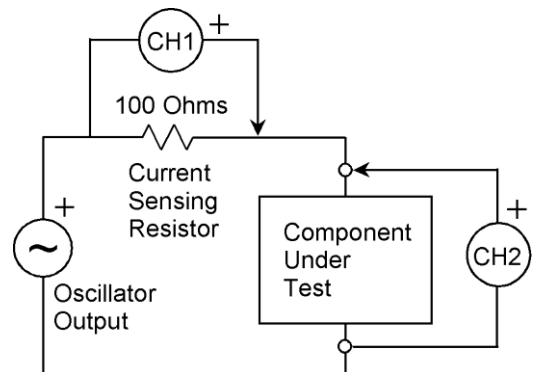 CH1
+
100 Ohms
Current
Sensing
Resistor
+
~
Oscillator
Output
Component
Under
Test
+
CH2